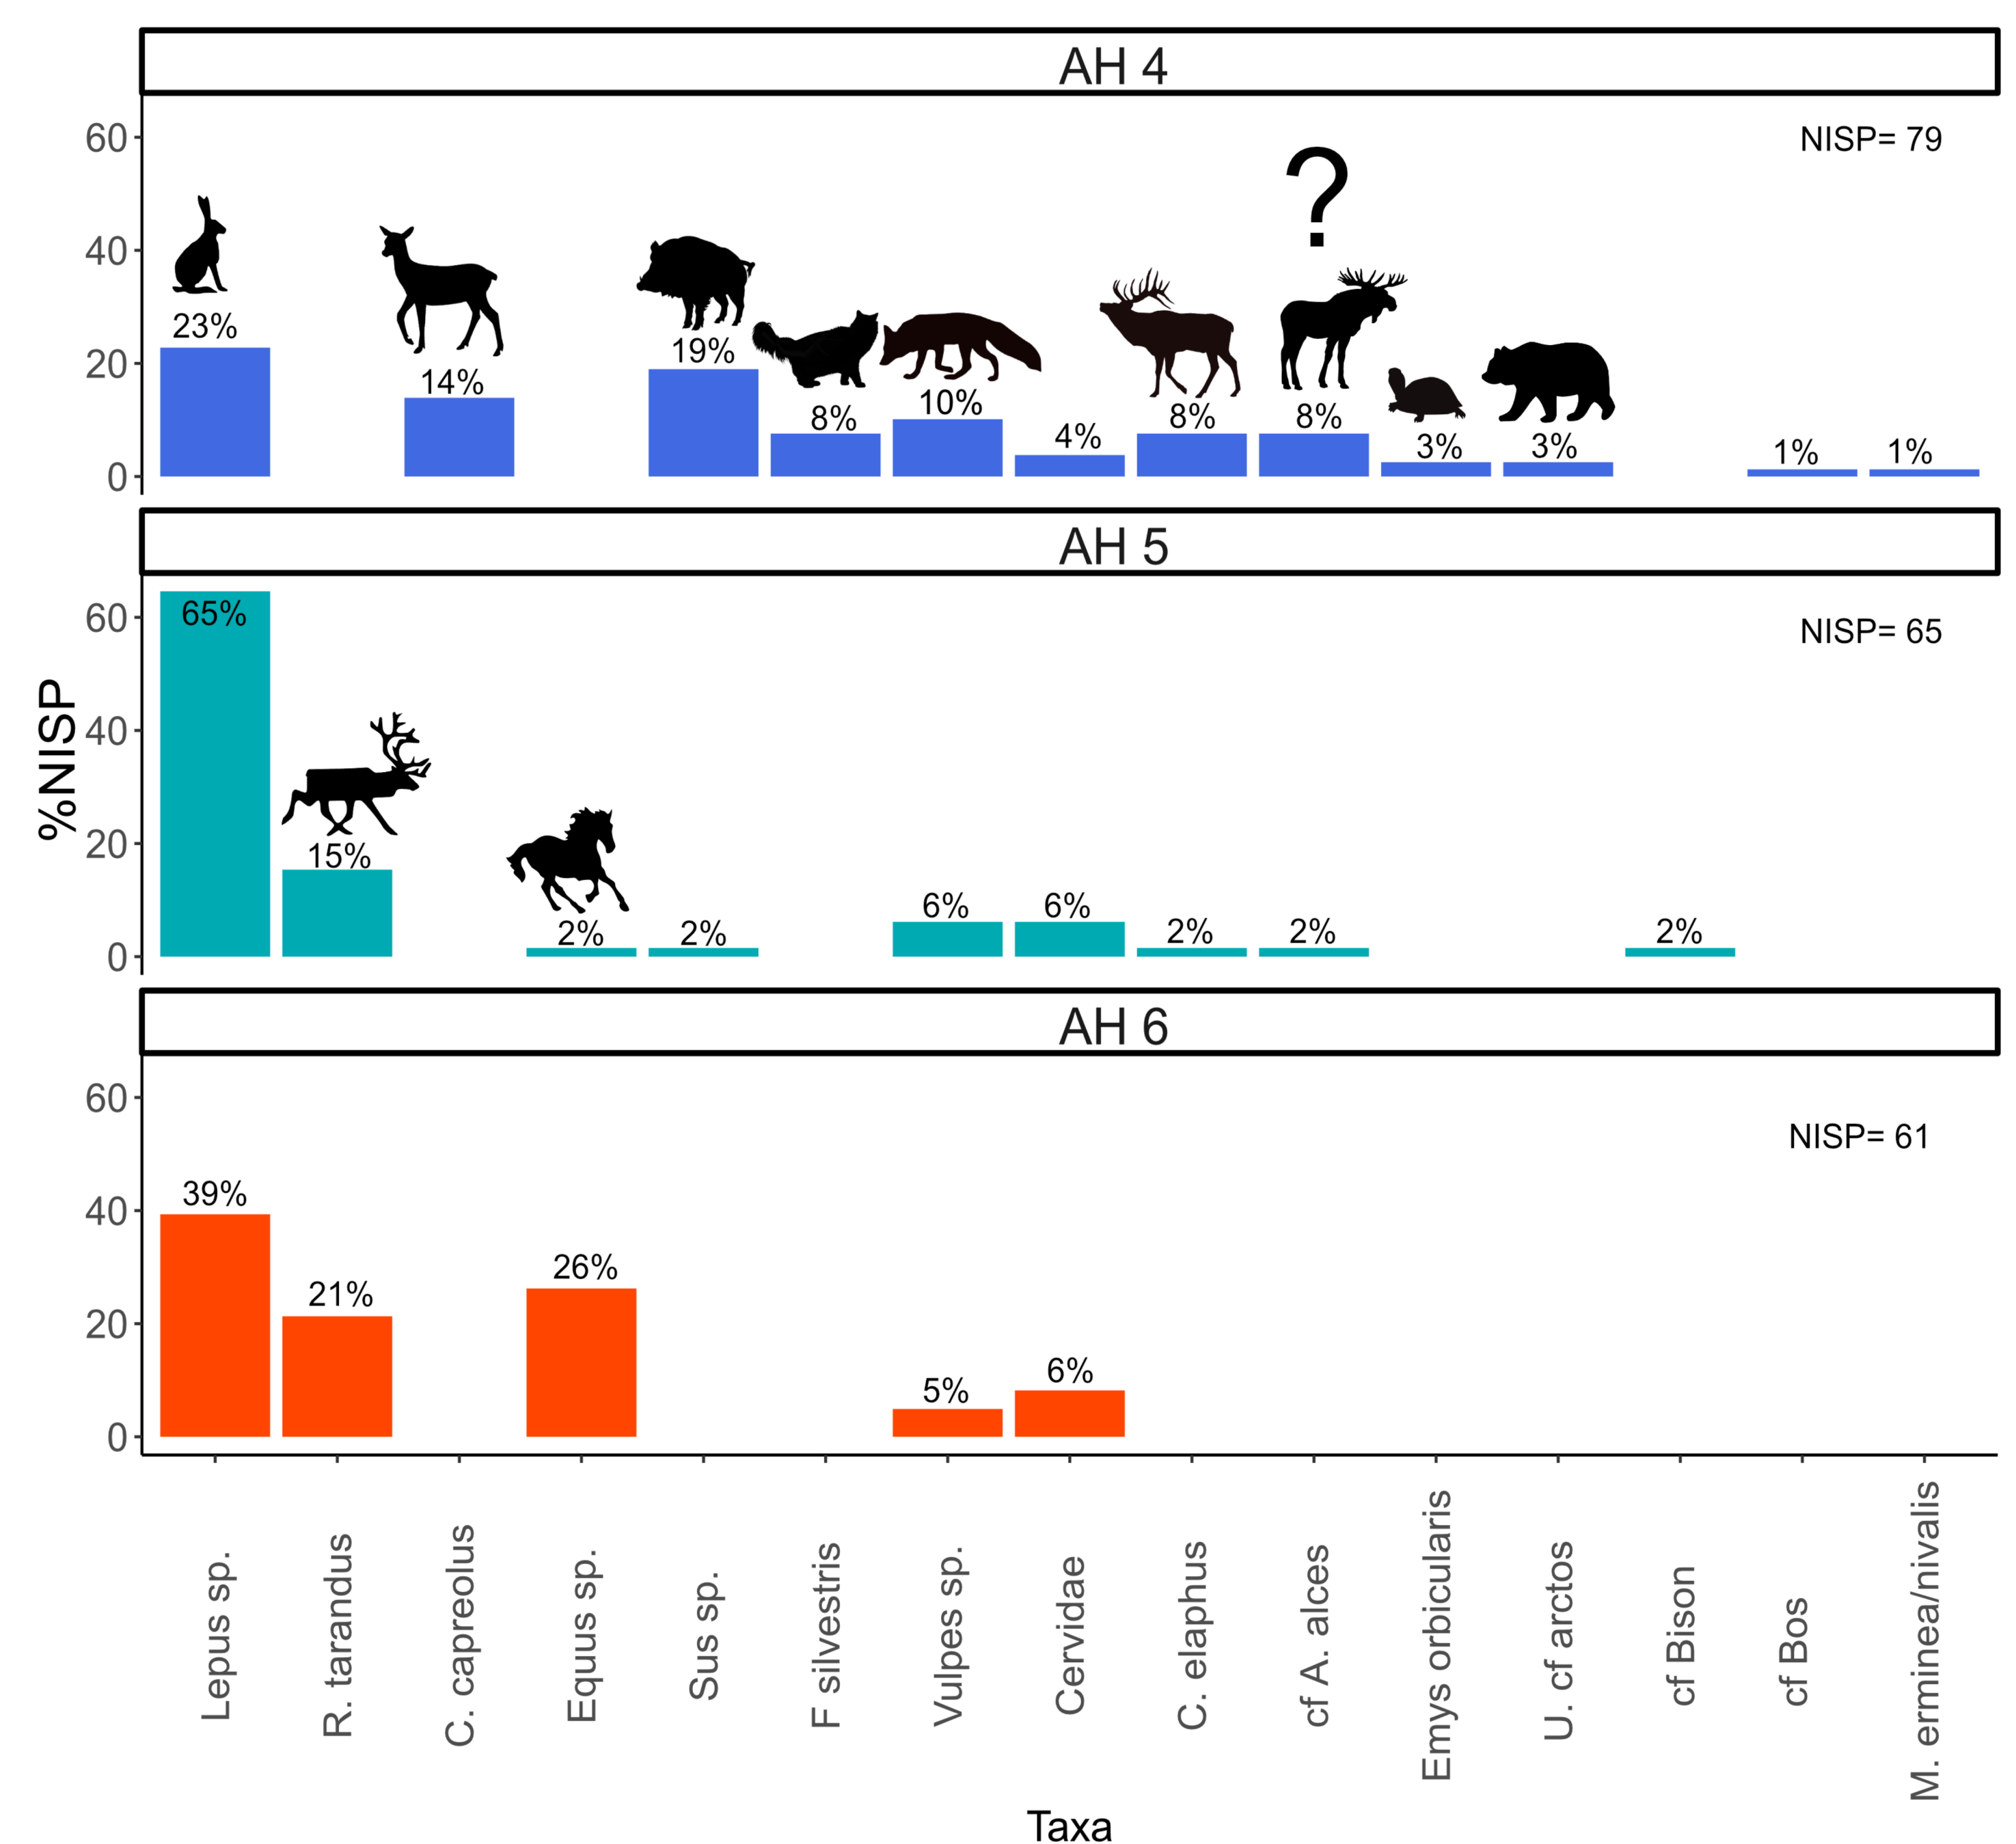 AH 4
NISP= 79
60
40
20
0
?
23%
14%
19%
8%
10%
4%
8%
8%
3%
3%
1%
1%
AH 5
NISP= 65
60
40
20
0
65%
15%
2%
2%
6%
6%
2%
2%
2%
%NISP
AH 6
NISP= 61
60
40
20
0
39%
21%
26%
5%
6%
Lepus sp.
R. tarandus
C. capreolus
Equus sp.
Sus sp.
F silvestris
Vulpes sp.
Cervidae
C. elaphus
cf A. alces
Emys orbicularis
U. cf arctos
cf Bison
cf Bos
M. erminea/nivalis
Taxa